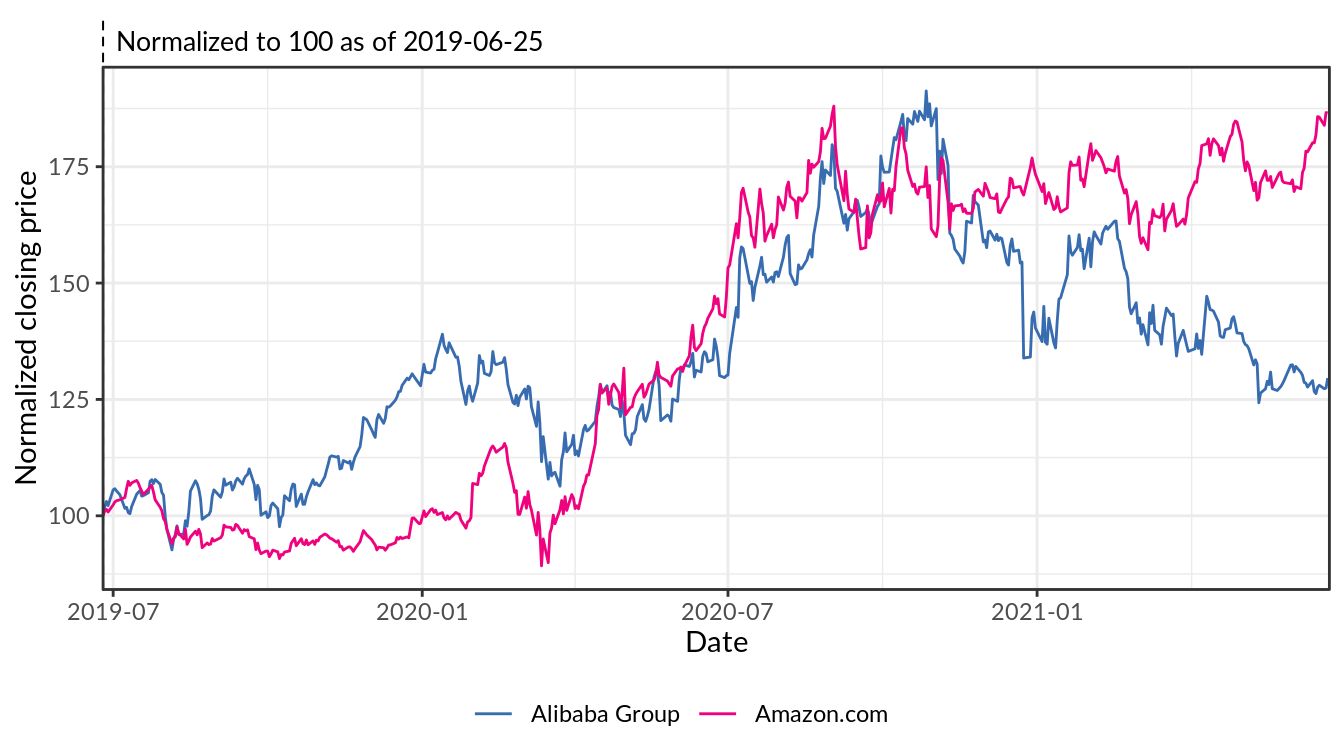 Normalized to 100 as of 2019-06-25
Normalized closing price
175
150
125
100
2019-07 2020-01 2020-07 2021-01
Date
Alibaba Group Amazon.com